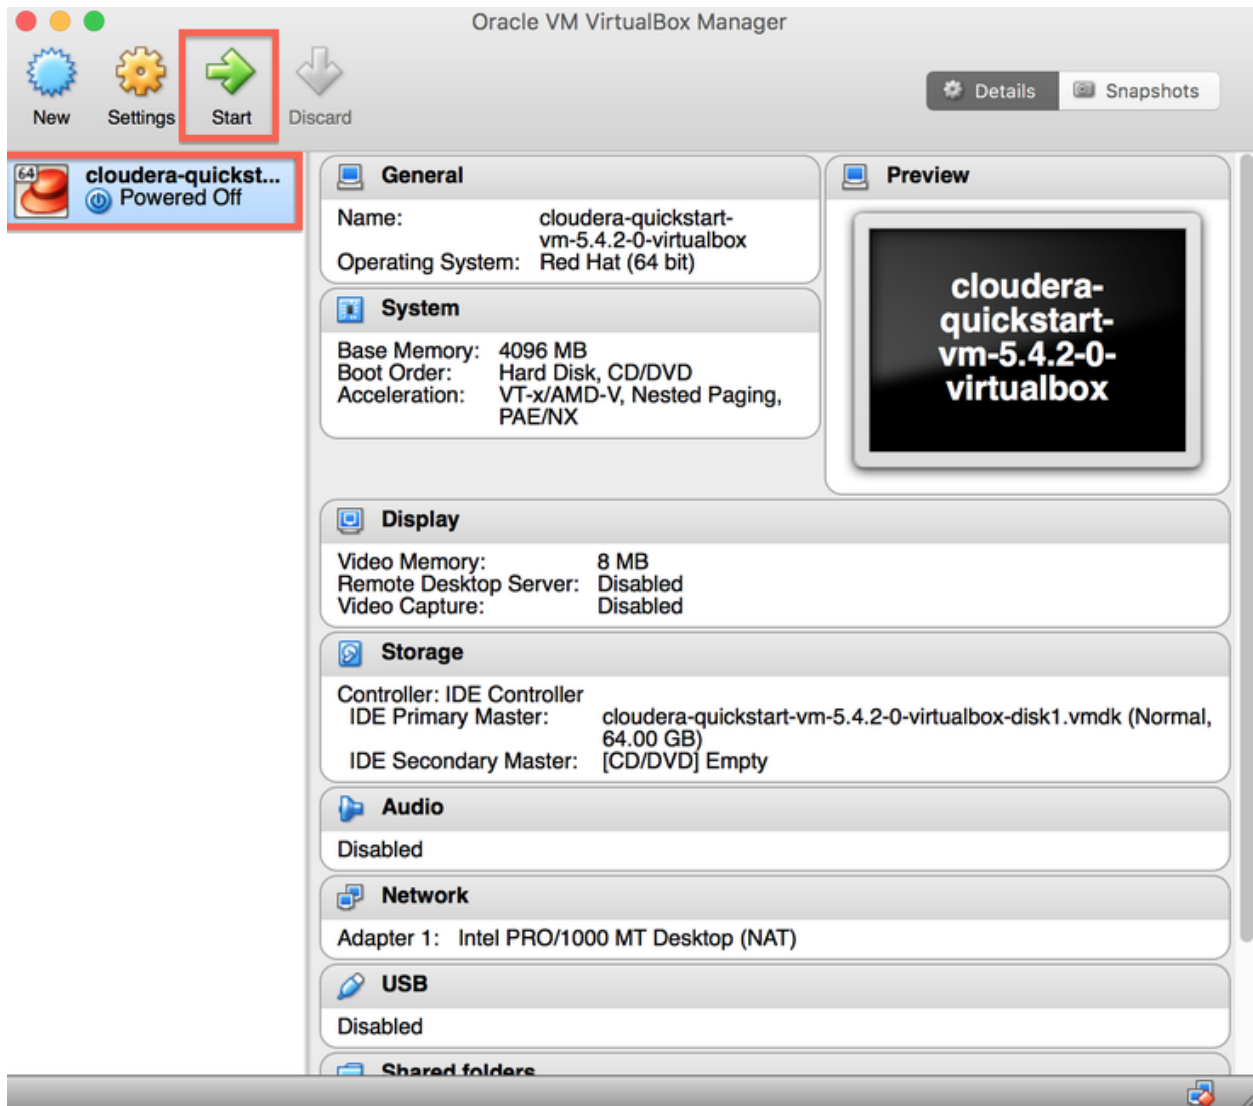 Oracle VM VirtualBox Manager
New Settings Start Discard
Details Snapshots
64 cloudera-quickst...
Powered Off
General
Name: cloudera-quickstart-
vm-5.4.2-0-virtualbox
Operating System: Red Hat (64 bit)
Preview
cloudera-
quickstart-
vm-5.4.2-0-
virtualbox
System
Base Memory: 4096 MB
Boot Order: Hard Disk, CD/DVD
Acceleration: VT-x/AMD-V, Nested Paging,
PAE/NX
Display
Video Memory: 8 MB
Remote Desktop Server: Disabled
Video Capture: Disabled
Storage
Controller: IDE Controller
IDE Primary Master: cloudera-quickstart-vm-5.4.2-0-virtualbox-disk1.vmdk (Normal,
64.00 GB)
IDE Secondary Master: [CD/DVD] Empty
Audio
Disabled
Network
Adapter 1: Intel PRO/1000 MT Desktop (NAT)
USB
Disabled
Shared folders